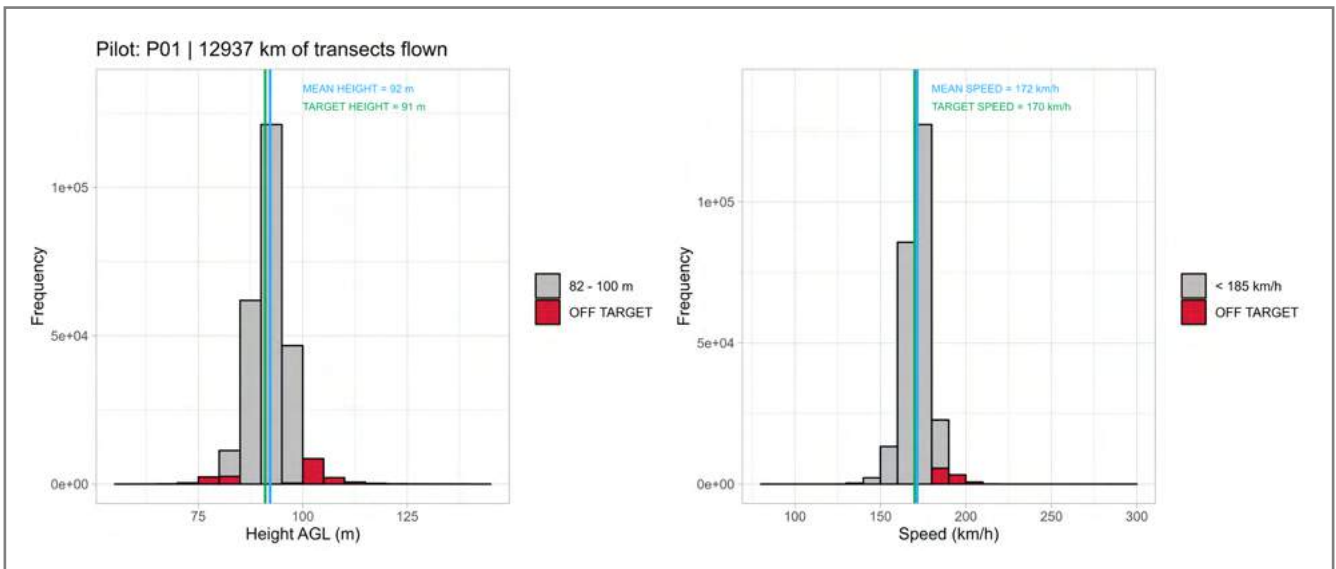 Pilot: P01 | 12937 km of transects flown
MEAN HEIGHT = 92 m
TARGET HEIGHT = 91 m
1e+05
5e+04
0e+00
Frequency
75
100
125
Height AGL (m)
82 - 100 m
OFF TARGET
MEAN SPEED = 172 km/h
TARGET SPEED = 170 km/h
1e+05
5e+04
0e+00
Frequency
100
150
200
250
300
Speed (km/h)
< 185 km/h
OFF TARGET